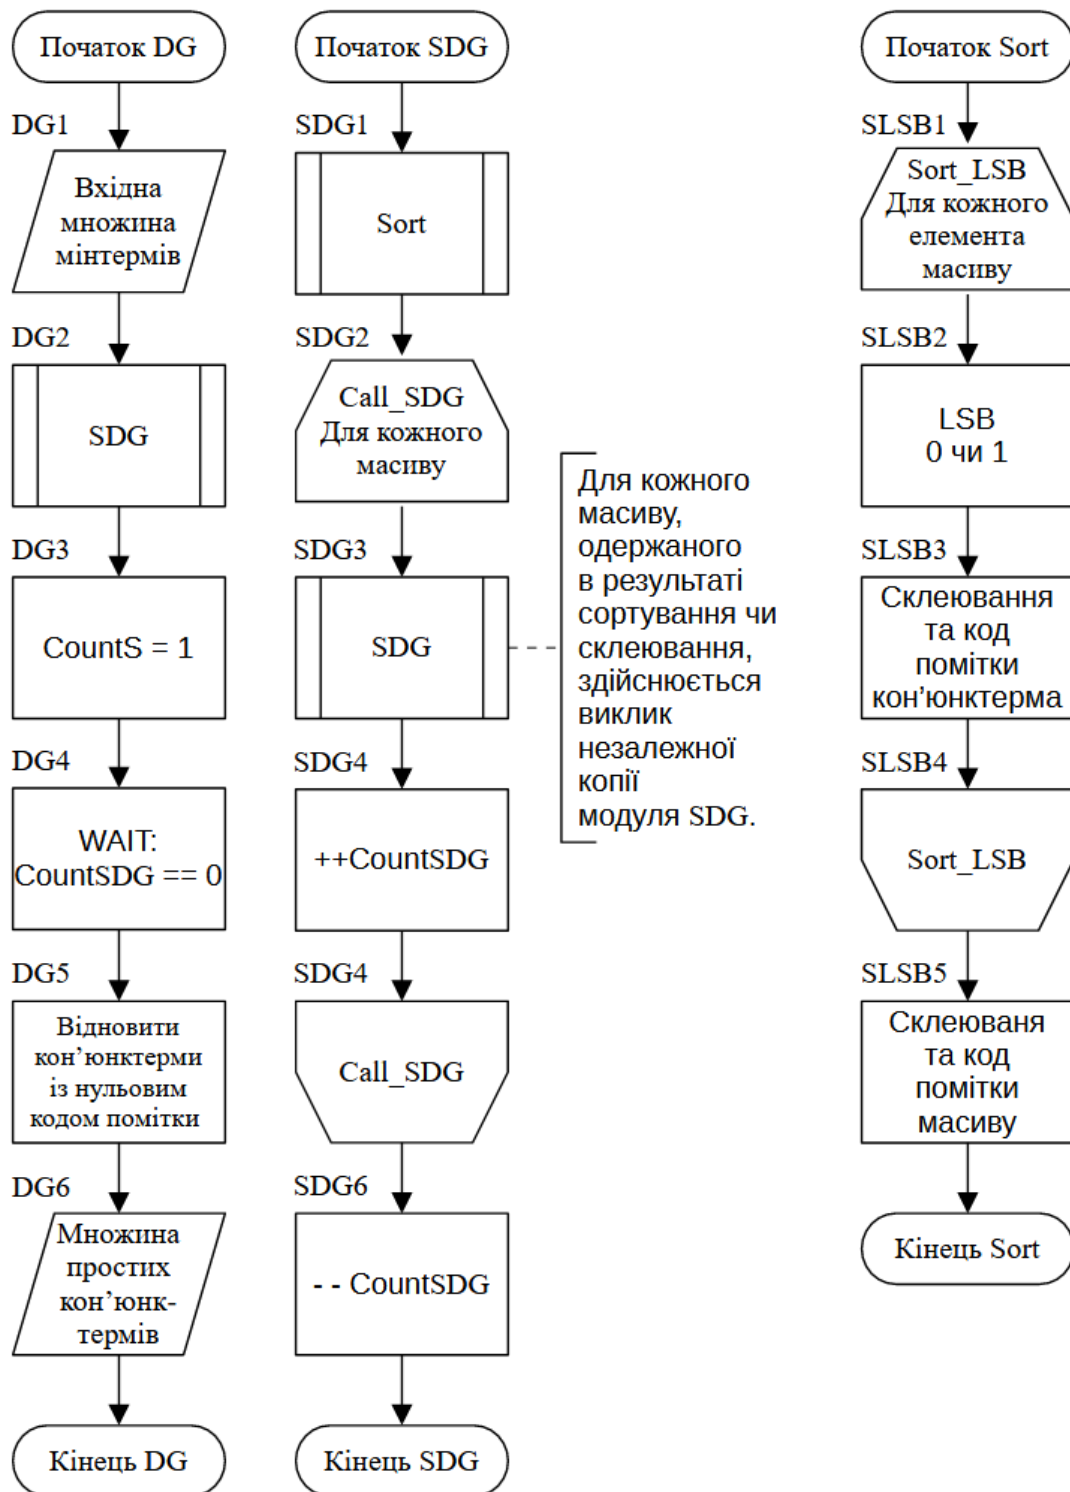 Початок DG
DG1
Вхідна
множина
мінтермів
DG2
SDG
DG3
CountS = 1
DG4
WAIT:
CountSDG == 0
DG5
Відновити
кон’юнктерми
із нульовим
кодом помітки
DG6
Множина
простих
кон’юнк-
термів
Кінець DG
Початок SDG
SDG1
Sort
SDG2
Call_SDG
Для кожного
масиву
SDG3
SDG
SDG4
++CountSDG
SDG4
Call_SDG
SDG6
- - CountSDG
Кінець SDG
Для кожного
масиву,
одержаного
в результаті
сортування чи
склеювання,
здійснюється
виклик
незалежної
копії
модуля SDG.
Початок Sort
SLSB1
Sort_LSB
Для кожного
елемента
масиву
SLSB2
LSB
0 чи 1
SLSB3
Склеювання
та код
помітки
кон’юнктерма
SLSB4
Sort_LSB
SLSB5
Склеюваня
та код
помітки
масиву
Кінець Sort